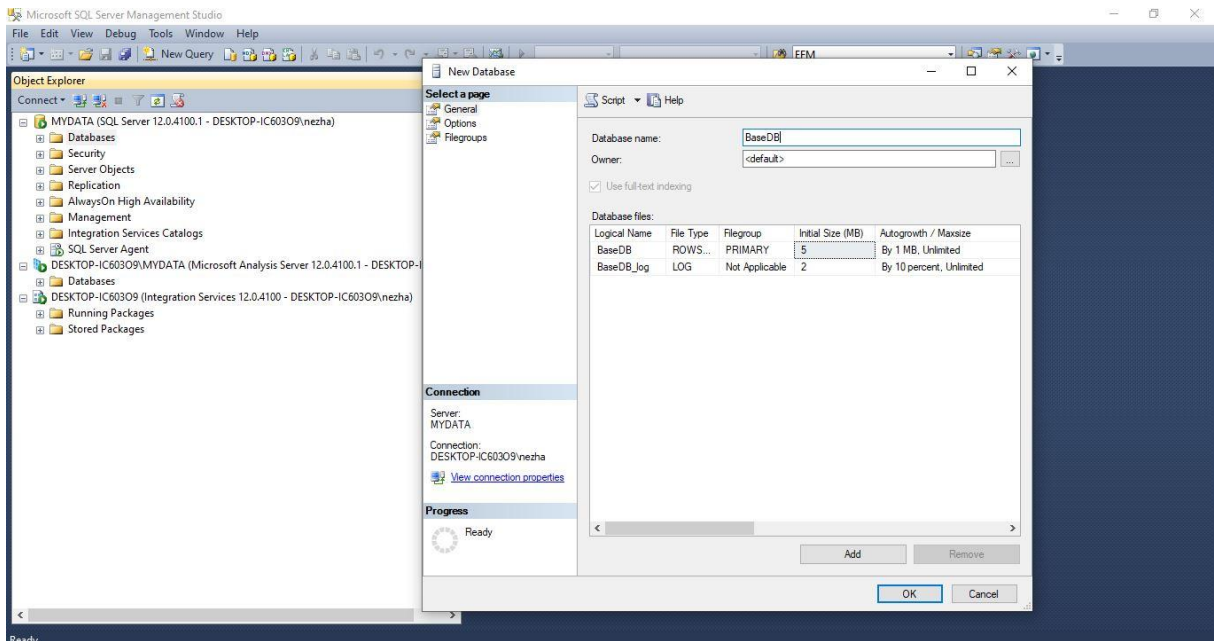 Microsoft SQL Server Management Studio
File Edit View Debug Tools Window Help
New Query
EFM
Object Explorer
Connect
MYDATA (SQL Server 12.0.4100.1 - DESKTOP-IC603O9\nezha)
Databases
Security
Server Objects
Replication
AlwaysOn High Availability
Management
Integration Services Catalogs
SQL Server Agent
DESKTOP-IC603O9\MYDATA (Microsoft Analysis Server 12.0.4100.1 - DESKTOP-I
Databases
DESKTOP-IC603O9 (Integration Services 12.0.4100 - DESKTOP-IC603O9\nezha)
Running Packages
Stored Packages
New Database
Select a page
General
Options
Filegroups
Script Help
Database name: BaseDB
Owner: <default> ...
Use full-text indexing
Database files:
Logical Name File Type Filegroup Initial Size (MB) Autogrowth / Maxsize
BaseDB ROWS... PRIMARY 5 By 1 MB, Unlimited
BaseDB_log LOG Not Applicable 2 By 10 percent, Unlimited
Connection
Server:
MYDATA
Connection:
DESKTOP-IC603O9\nezha
View connection properties
Progress
Ready
Add Remove
OK Cancel
Ready